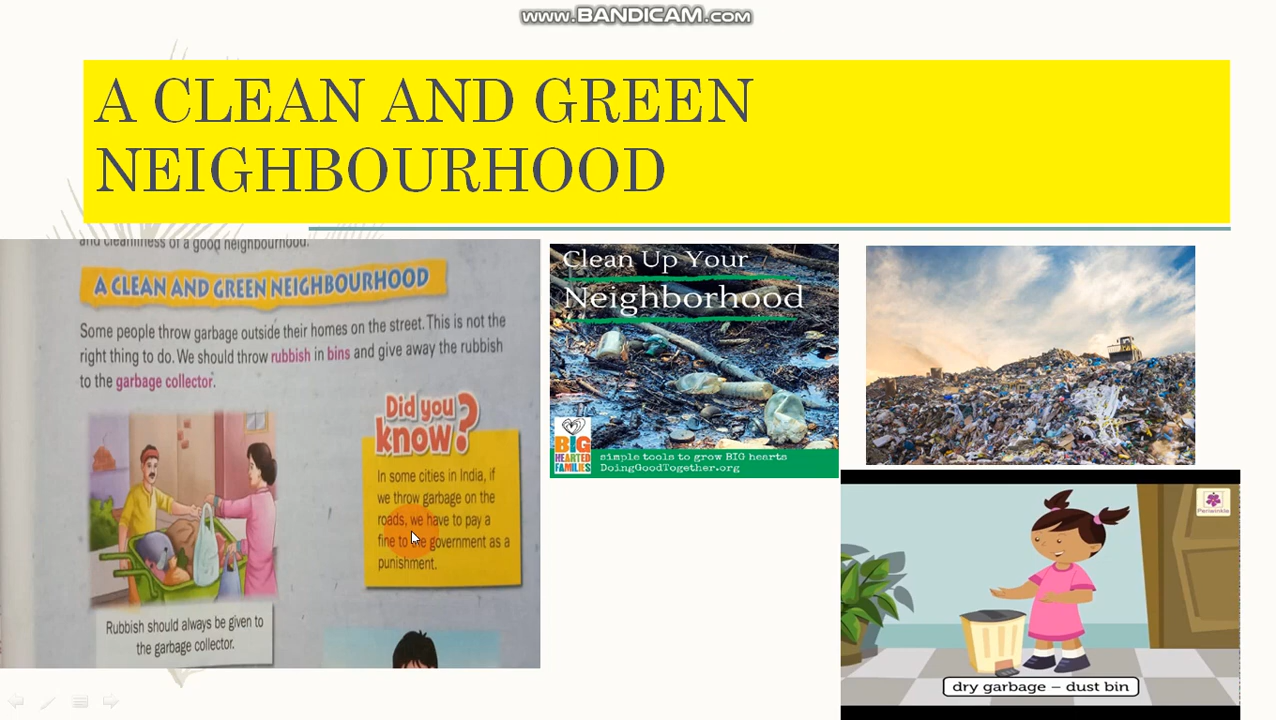 www.BANDICAM.com
A CLEAN AND GREEN
NEIGHBOURHOOD
and cleanliness of a good neighbourhood.
A CLEAN AND GREEN NEIGHBOURHOOD
Some people throw garbage outside their homes on the street. This is not the
right thing to do. We should throw rubbish in bins and give away the rubbish
to the garbage collector.
Did you
know?
In some cities in India, if
we throw garbage on the
roads, we have to pay a
fine to the government as a
punishment.
Rubbish should always be given to
the garbage collector.
Clean Up Your
Neighborhood
BIG
HEARTED
FAMILIES
simple tools to grow BIG hearts
DoingGoodTogether.org
Periwinkle
dry garbage – dust bin